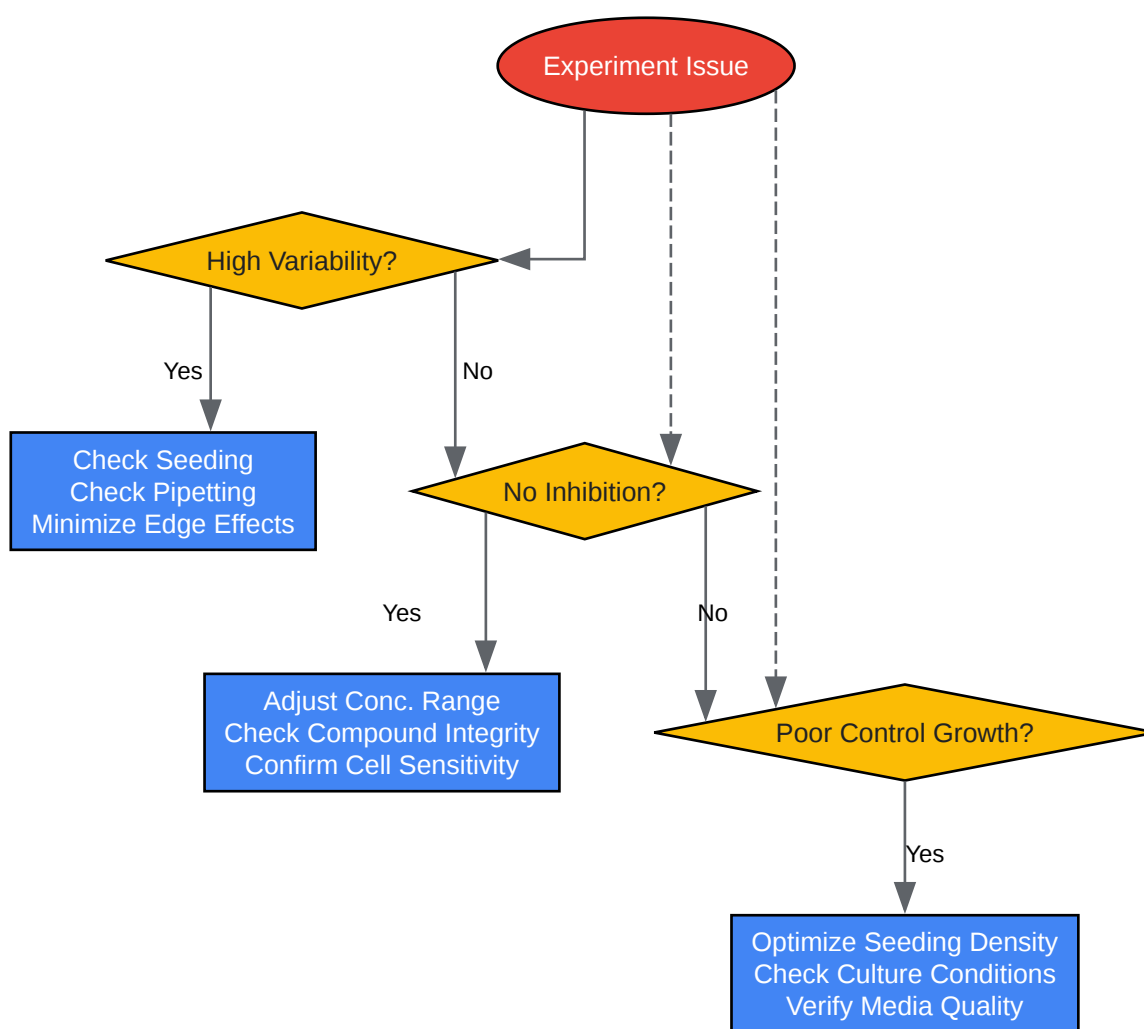 Experiment Issue
High Variability?
Yes
No
Check Seeding
Check Pipetting
Minimize Edge Effects
No Inhibition?
Yes
No
Adjust Conc. Range
Check Compound Integrity
Confirm Cell Sensitivity
Poor Control Growth?
Yes
Optimize Seeding Density
Check Culture Conditions
Verify Media Quality